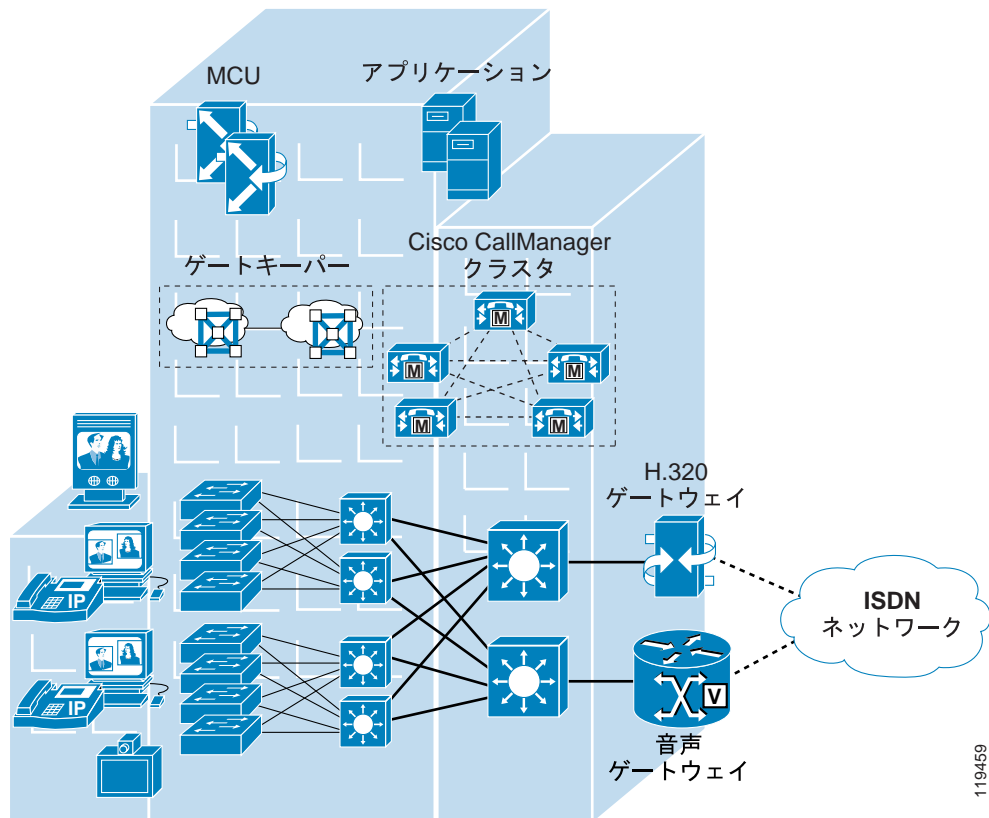 MCU
アプリケーション
Cisco CallManager
クラスタ
ゲートキーパー
M
M
M
M
M
H.320
ゲートウェイ
IP
ISDN
ネットワーク
IP
V
音声
ゲートウェイ
119459